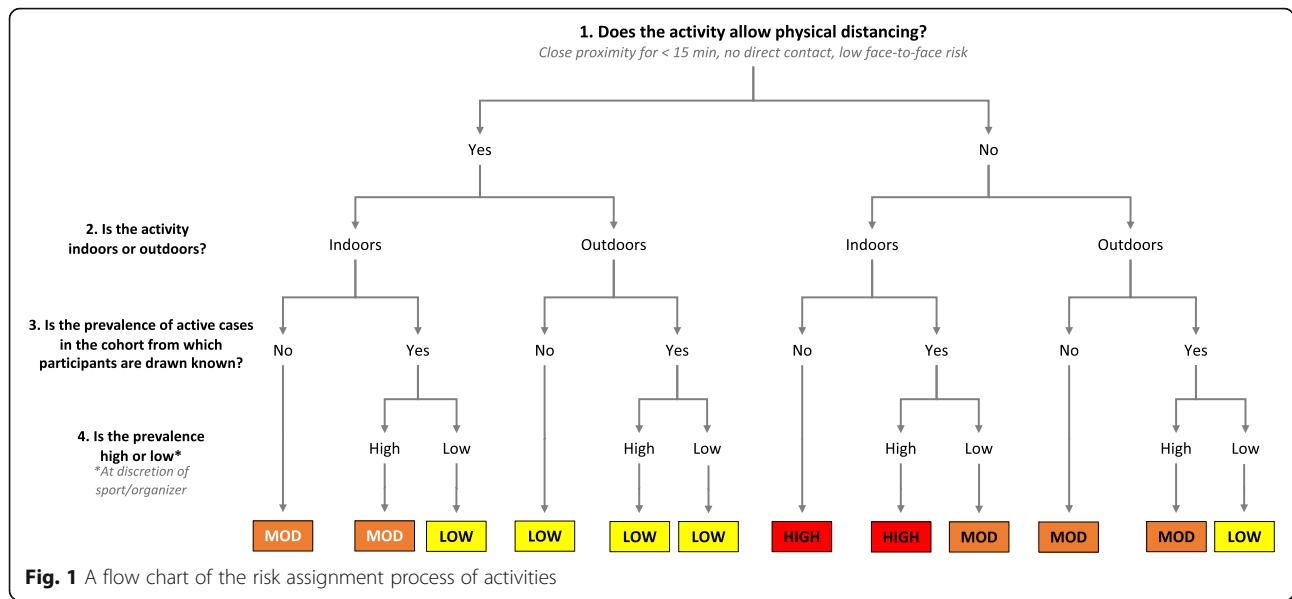 1. Does the activity allow physical distancing?
Close proximity for < 15 min, no direct contact, low face-to-face risk
Yes
No
2. Is the activity
indoors or outdoors?
Indoors
Outdoors
Indoors
Outdoors
3. Is the prevalence of active cases
in the cohort from which
participants are drawn known?
No
Yes
No
Yes
No
Yes
No
Yes
4. Is the prevalence
high or low*
*At discretion of
sport/organizer
High
Low
High
Low
High
Low
High
Low
MOD
MOD
LOW
LOW
LOW
LOW
HIGH
HIGH
MOD
MOD
MOD
LOW
Fig. 1 A flow chart of the risk assignment process of activities